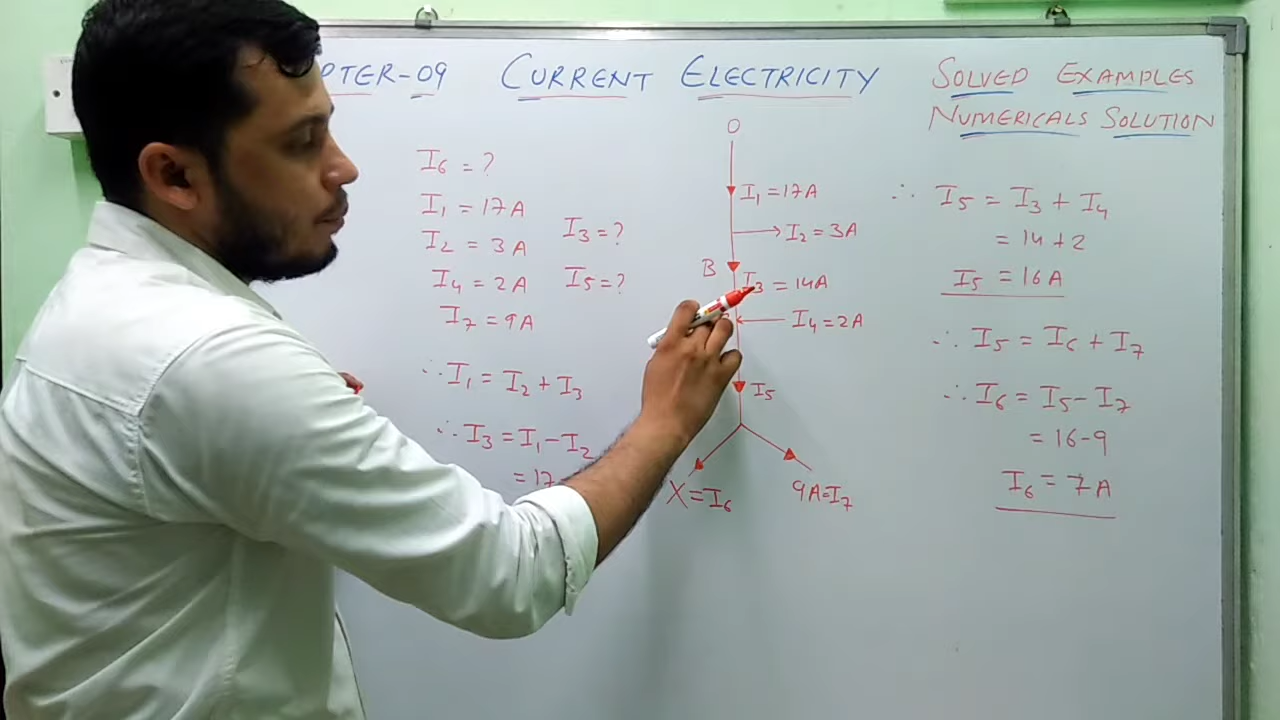 PTER-09 CURRENT ELECTRICITY
SOLVED EXAMPLES
NUMERICALS SOLUTION
I6 = ?
I1 = 17A
I2 = 3A
I3 = ?
I4 = 2A
I5 = ?
I7 = 9A
∴ I1 = I2 + I3
∴ I3 = I1 - I2
= 17
O
I1 = 17A
I2 = 3A
B
I3 = 14A
I4 = 2A
I5
X = I6
9A = I7
∴ I5 = I3 + I4
= 14 + 2
I5 = 16A
∴ I5 = I6 + I7
∴ I6 = I5 - I7
= 16 - 9
I6 = 7A